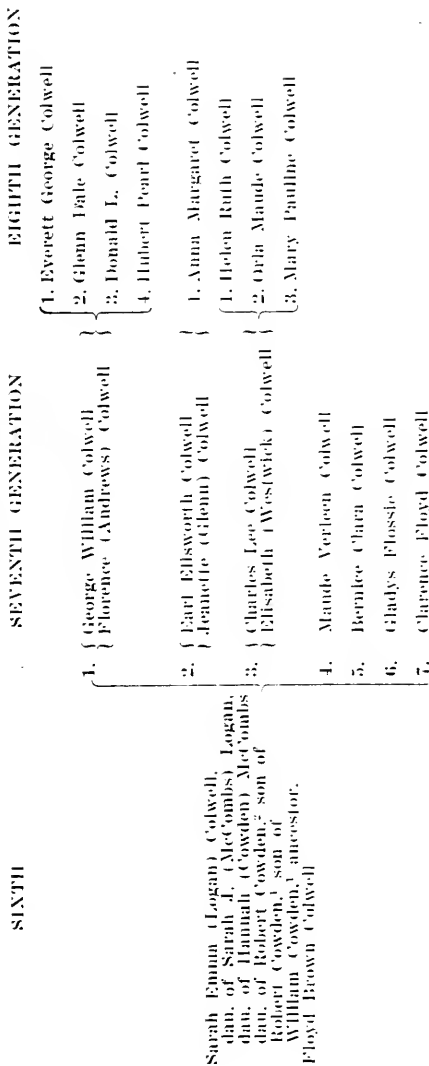 SIXTH
Sarah Emma (Logan) Colwell,
dau. of Sarah J. (McCombs) Logan,
dau. of Hannah (Cowden) McCombs
dau. of Robert Cowden,² son of
Robert Cowden,¹ son of
William Cowden,¹ ancestor.
Floyd Brown Colwell
SEVENTH GENERATION
1. George William Colwell
Florence (Andrews) Colwell
2. Earl Ellsworth Colwell
Jeanette (Glenn) Colwell
3. Charles Lee Colwell
Elisabeth (Westwick) Colwell
4. Maude Verleen Colwell
5. Bernice Clara Colwell
6. Gladys Flossie Colwell
7. Clarence Floyd Colwell
EIGHTH GENERATION
1. Everett George Colwell
2. Glenn Dale Colwell
3. Donald L. Colwell
4. Hubert Pearl Colwell
1. Anna Margaret Colwell
1. Helen Ruth Colwell
2. Orla Maude Colwell
3. Mary Pauline Colwell